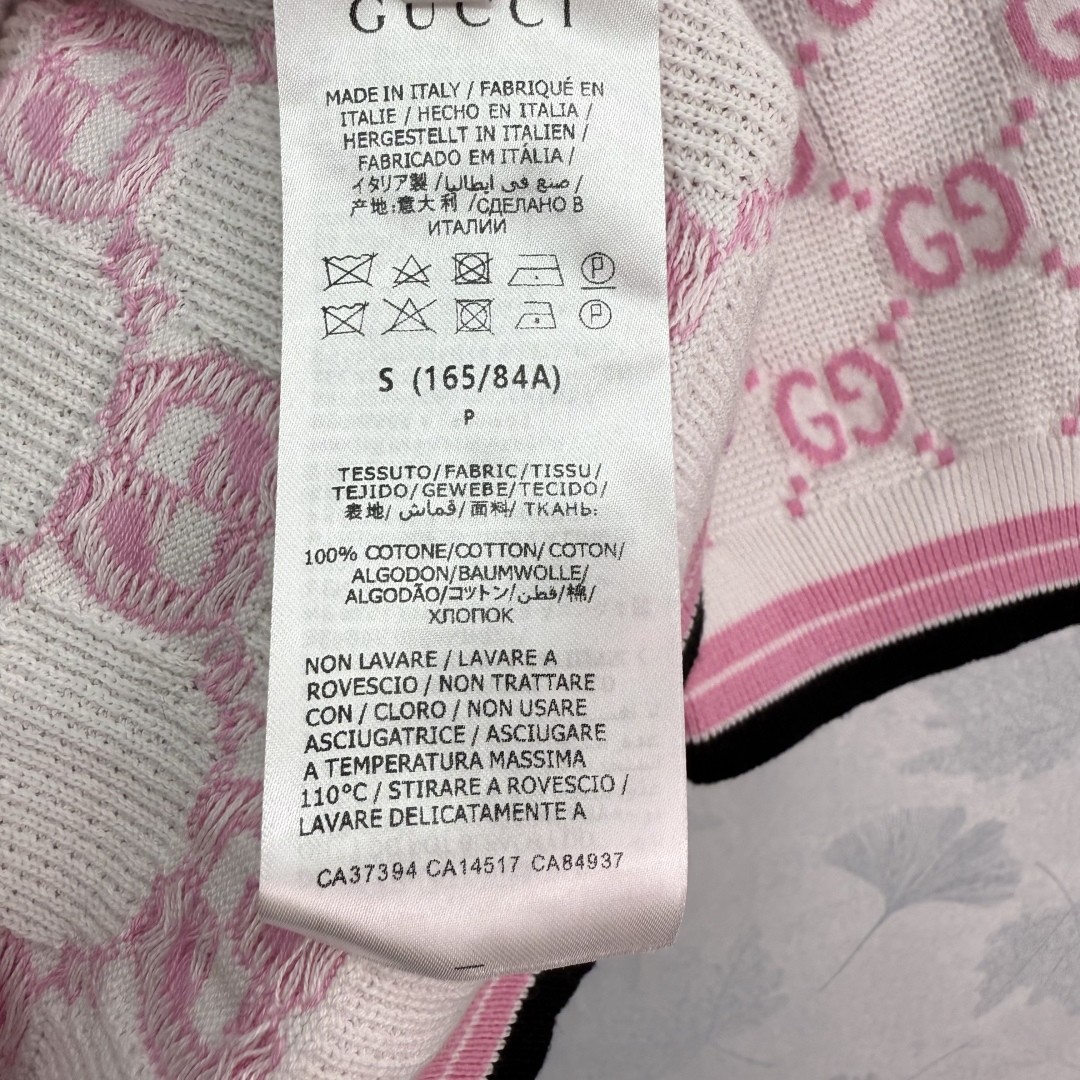 GUCCI
MADE IN ITALY / FABRIQUÉ EN
ITALIE / HECHO EN ITALIA /
HERGESTELLT IN ITALIEN /
FABRICADO EM ITÁLIA /
イタリア製 / صنع في ايطاليا /
产地:意大利 /СДЕЛАНО В
ИТАЛИИ
P
P
S (165/84A)
P
TESSUTO/FABRIC/TISSU/
TEJIDO/GEWEBE/TECIDO/
表地/ قماش/ 面料/ ТКАНЬ:
100% COTONE/COTTON/ COTON/
ALGODON/BAUMWOLLE/
ALGODÃO/コットン/قطن/棉/
ХЛОПОК
NON LAVARE / LAVARE A
ROVESCIO / NON TRATTARE
CON / CLORO / NON USARE
ASCIUGATRICE / ASCIUGARE
A TEMPERATURA MASSIMA
110°C / STIRARE A ROVESCIO /
LAVARE DELICATAMENTE A
CA37394 CA14517 CA84937